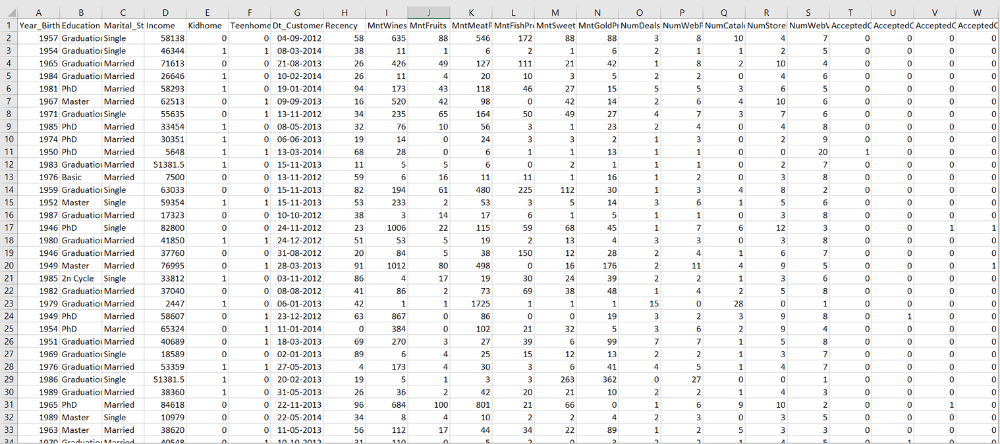 A B C D E F G H I J K L M N O P Q R S T U V W
1 Year_Birth Education Marital_St Income Kidhome Teenhome Dt_Customer Recency MntWines MntFruits MntMeatP MntFishPro MntSweet MntGoldPr NumDeals NumWebP NumCatalo NumStore NumWebV AcceptedC AcceptedC AcceptedC AcceptedC
2 1957 Graduation Single 58138 0 0 04-09-2012 58 635 88 546 172 88 88 3 8 10 4 7 0 0 0 0
3 1954 Graduation Single 46344 1 1 08-03-2014 38 11 1 6 2 1 6 2 1 1 2 5 0 0 0 0
4 1965 Graduation Married 71613 0 0 21-08-2013 26 426 49 127 111 21 42 1 8 2 10 4 0 0 0 0
5 1984 Graduation Married 26646 1 0 10-02-2014 26 11 4 20 10 3 5 2 2 0 4 6 0 0 0 0
6 1981 PhD Married 58293 1 0 19-01-2014 94 173 43 118 46 27 15 5 5 3 6 5 0 0 0 0
7 1967 Master Married 62513 0 1 09-09-2013 16 520 42 98 0 42 14 2 6 4 10 6 0 0 0 0
8 1971 Graduation Single 55635 0 1 13-11-2012 34 235 65 164 50 49 27 4 7 3 7 6 0 0 0 0
9 1985 PhD Married 33454 1 0 08-05-2013 32 76 10 56 3 1 23 2 4 0 4 8 0 0 0 0
10 1974 PhD Married 30351 1 0 06-06-2013 19 14 0 24 3 3 2 1 3 0 2 9 0 0 0 0
11 1950 PhD Married 5648 1 1 13-03-2014 68 28 0 6 1 1 13 1 1 0 0 20 1 0 0 0
12 1983 Graduation Married 51381.5 1 0 15-11-2013 11 5 5 6 0 2 1 1 1 0 2 7 0 0 0 0
13 1976 Basic Married 7500 0 0 13-11-2012 59 6 16 11 11 1 16 1 2 0 3 8 0 0 0 0
14 1959 Graduation Single 63033 0 0 15-11-2013 82 194 61 480 225 112 30 1 3 4 8 2 0 0 0 0
15 1952 Master Single 59354 1 1 15-11-2013 53 233 2 53 3 5 14 3 6 1 5 6 0 0 0 0
16 1987 Graduation Married 17323 0 0 10-10-2012 38 3 14 17 6 1 5 1 1 0 3 8 0 0 0 0
17 1946 PhD Single 82800 0 0 24-11-2012 23 1006 22 115 59 68 45 1 7 6 12 3 0 0 1 1
18 1980 Graduation Married 41850 1 1 24-12-2012 51 53 5 19 2 13 4 3 3 0 3 8 0 0 0 0
19 1946 Graduation Married 37760 0 0 31-08-2012 20 84 5 38 150 12 28 2 4 1 6 7 0 0 0 0
20 1949 Master Married 76995 0 1 28-03-2013 91 1012 80 498 0 16 176 2 11 4 9 5 0 0 0 1
21 1985 2n Cycle Single 33812 1 0 03-11-2012 86 4 17 19 30 24 39 2 2 1 3 6 0 0 0 0
22 1982 Graduation Married 37040 0 0 08-08-2012 41 86 2 73 69 38 48 1 4 2 5 8 0 0 0 0
23 1979 Graduation Married 2447 1 0 06-01-2013 42 1 1 1725 1 1 1 15 0 28 0 1 0 0 0 0
24 1949 PhD Married 58607 0 1 23-12-2012 63 867 0 86 0 0 19 3 2 3 9 8 0 1 0 0
25 1954 PhD Married 65324 0 1 11-01-2014 0 384 0 102 21 32 5 3 6 2 9 4 0 0 0 0
26 1951 Graduation Married 40689 0 1 18-03-2013 69 270 3 27 39 6 99 7 7 1 5 8 0 0 0 0
27 1969 Graduation Single 18589 0 0 02-01-2013 89 6 4 25 15 12 13 2 2 1 3 7 0 0 0 0
28 1976 Graduation Married 53359 1 1 27-05-2013 4 173 4 30 3 6 41 4 5 1 4 7 0 0 0 0
29 1986 Graduation Single 51381.5 1 0 20-02-2013 19 5 1 3 3 263 362 0 27 0 0 1 0 0 0 0
30 1989 Graduation Married 38360 1 0 31-05-2013 26 36 2 42 20 21 10 2 2 1 4 3 0 0 0 0
31 1965 PhD Married 84618 0 0 22-11-2013 96 684 100 801 21 66 0 1 6 9 10 2 0 0 1 0
32 1989 Master Single 10979 0 0 22-05-2014 34 8 4 10 2 2 4 2 3 0 3 5 0 0 0 0
33 1963 Master Married 38620 0 0 11-05-2013 56 112 17 44 34 22 89 1 2 5 3 3 0 0 0 0
34 1970 Graduation Married 40548 0 1 10-10-2012 31 110 0 5 2 0 3 2 2 1 4 5 0 1 0 0